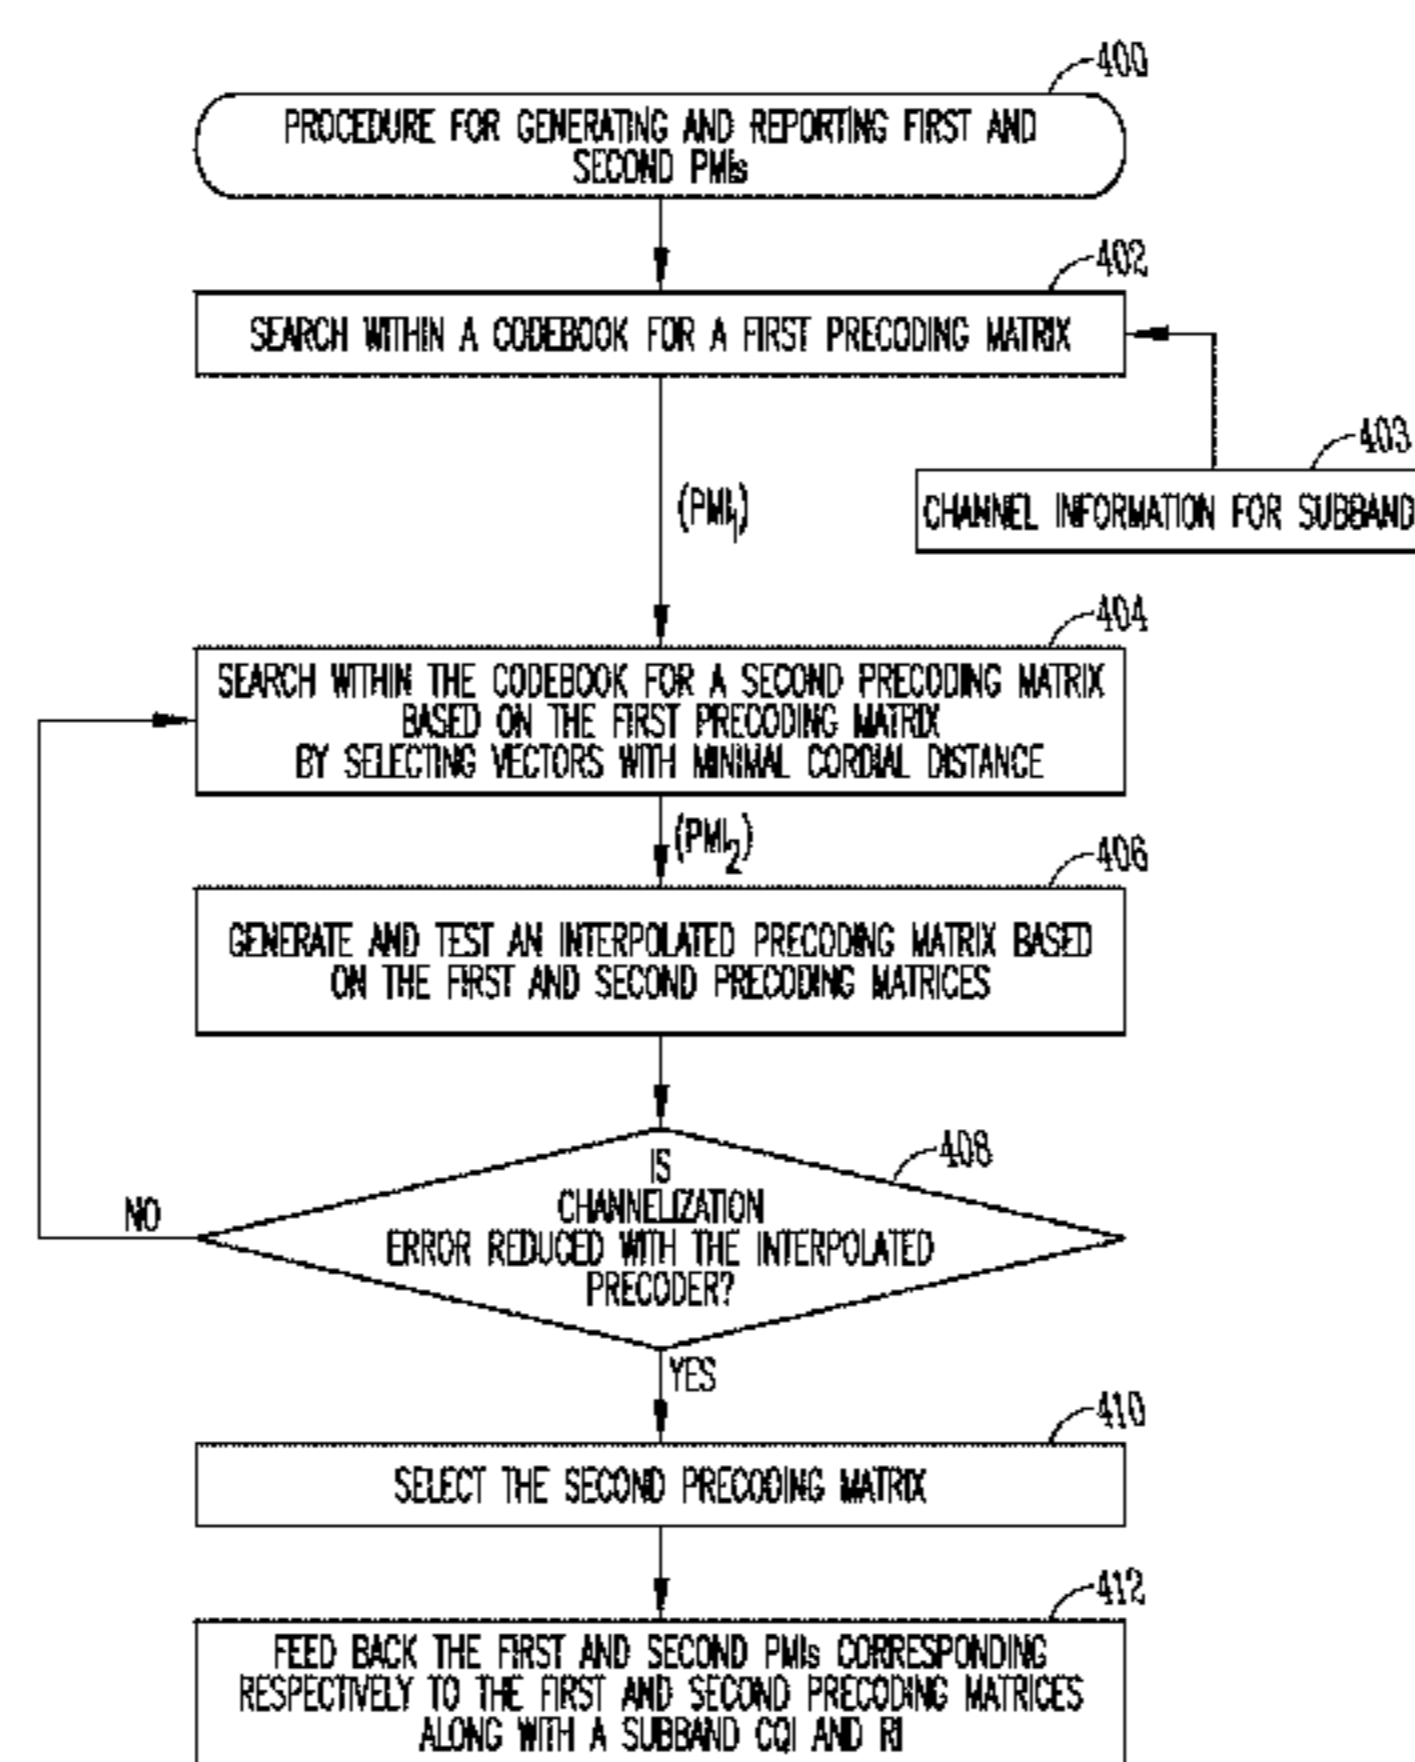 400
PROCEDURE FOR GENERATING AND REPORTING FIRST AND
SECOND PMIs
402
SEARCH WITHIN A CODEBOOK FOR A FIRST PRECODING MATRIX
403
CHANNEL INFORMATION FOR SUBBAND
(PMI1)
404
SEARCH WITHIN THE CODEBOOK FOR A SECOND PRECODING MATRIX
BASED ON THE FIRST PRECODING MATRIX
BY SELECTING VECTORS WITH MINIMAL CORDIAL DISTANCE
(PMI2)
406
GENERATE AND TEST AN INTERPOLATED PRECODING MATRIX BASED
ON THE FIRST AND SECOND PRECODING MATRICES
408
IS
CHANNELIZATION
ERROR REDUCED WITH THE INTERPOLATED
PRECODER?
NO
YES
410
SELECT THE SECOND PRECODING MATRIX
412
FEED BACK THE FIRST AND SECOND PMIs CORRESPONDING
RESPECTIVELY TO THE FIRST AND SECOND PRECODING MATRICES
ALONG WITH A SUBBAND CQI AND RI